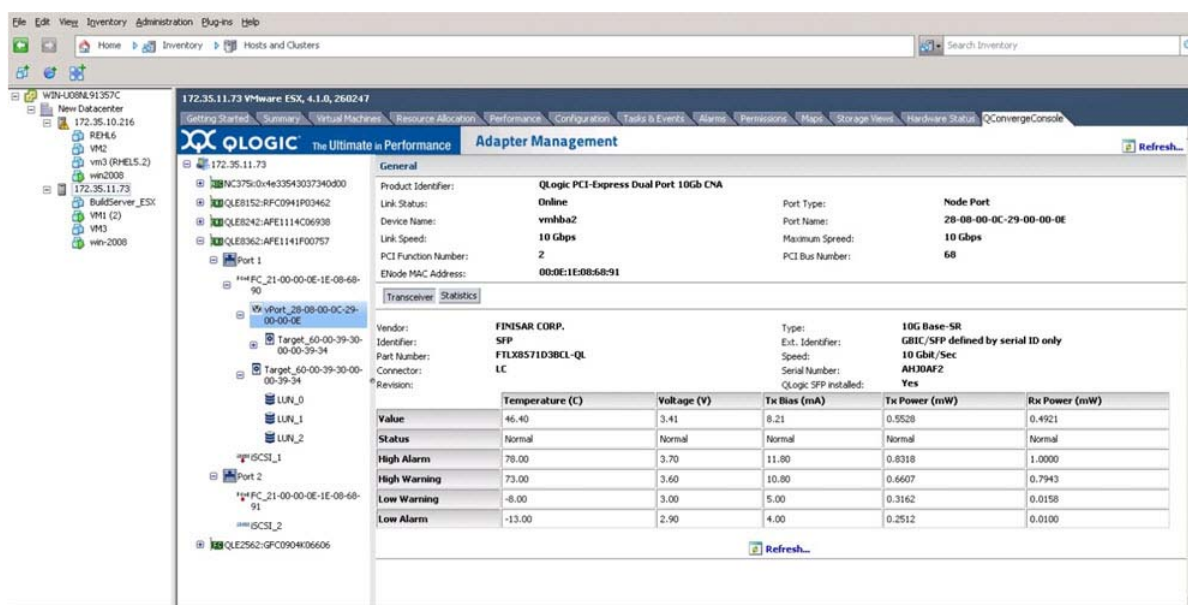 File Edit View Inventory Administration Plug-ins Help
Home Inventory Hosts and Clusters
Search Inventory
WIN-U08NL91357C
New Datacenter
172.35.10.216
REHL6
VM2
vm3 (RHEL5.2)
win2008
172.35.11.73
BuildServer_ESX
VM1 (2)
VM3
win-2008
172.35.11.73 VMware ESX, 4.1.0, 260247
Getting Started Summary Virtual Machines Resource Allocation Performance Configuration Tasks & Events Alarms Permissions Maps Storage Views Hardware Status QConvergeConsole
QLOGIC The Ultimate in Performance Adapter Management
Refresh...
172.35.11.73
NC375i:0x4e33543037340d00
QLE8152:RFC0941P03462
QLE8242:AFE1114C06938
QLE8362:AFE1141F00757
Port 1
FC_21-00-00-0E-1E-08-68-
90
vPort_28-08-00-0C-29-
00-00-0E
Target_60-00-39-30-
00-00-39-34
Target_60-00-39-30-00-
00-39-34
LUN_0
LUN_1
LUN_2
iSCSI_1
Port 2
FC_21-00-00-0E-1E-08-68-
91
iSCSI_2
QLE2562:GFC0904K06606
General
Product Identifier: QLogic PCI-Express Dual Port 10Gb CNA
Link Status: Online Port Type: Node Port
Device Name: vmhba2 Port Name: 28-08-00-0C-29-00-00-0E
Link Speed: 10 Gbps Maximum Spreed: 10 Gbps
PCI Function Number: 2 PCI Bus Number: 68
ENode MAC Address: 00:0E:1E:08:68:91
Transceiver Statistics
Vendor: FINISAR CORP. Type: 10G Base-SR
Identifier: SFP Ext. Identifier: GBIC/SFP defined by serial ID only
Part Number: FTLX8571D3BCL-QL Speed: 10 Gbit/Sec
Connector: LC Serial Number: AHJ0AF2
Revision: QLogic SFP installed: Yes
Temperature (C) Voltage (V) Tx Bias (mA) Tx Power (mW) Rx Power (mW)
Value 46.40 3.41 8.21 0.5528 0.4921
Status Normal Normal Normal Normal Normal
High Alarm 78.00 3.70 11.80 0.8318 1.0000
High Warning 73.00 3.60 10.80 0.6607 0.7943
Low Warning -8.00 3.00 5.00 0.3162 0.0158
Low Alarm -13.00 2.90 4.00 0.2512 0.0100
Refresh...